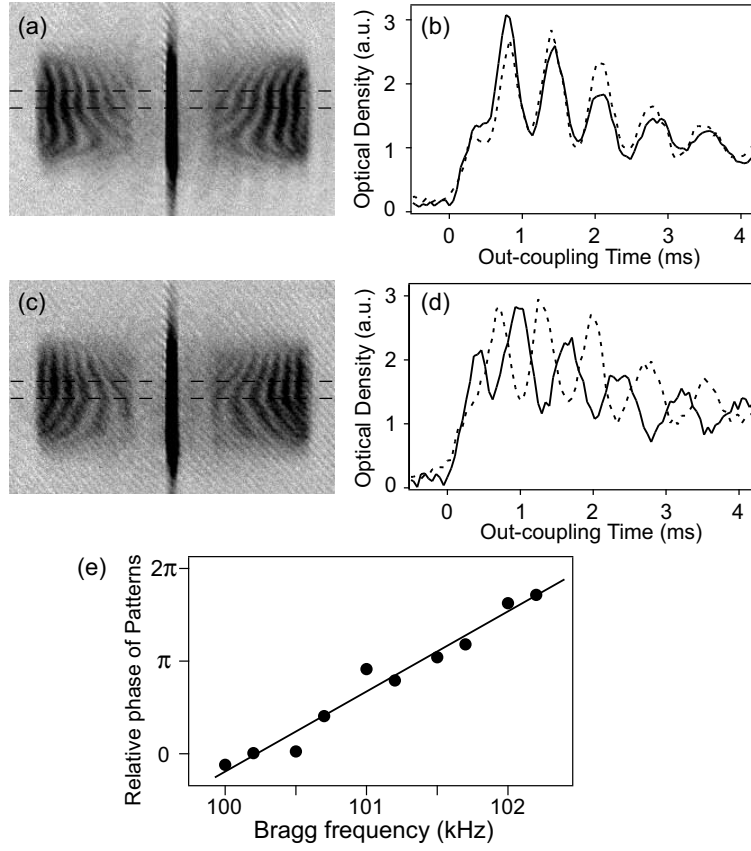 (a)
(b)
Optical Density (a.u.)
3
2
1
0
0 1 2 3 4
Out-coupling Time (ms)
(c)
(d)
Optical Density (a.u.)
3
2
1
0
0 1 2 3 4
Out-coupling Time (ms)
(e)
Relative phase of Patterns
2π
π
0
100 101 102
Bragg frequency (kHz)